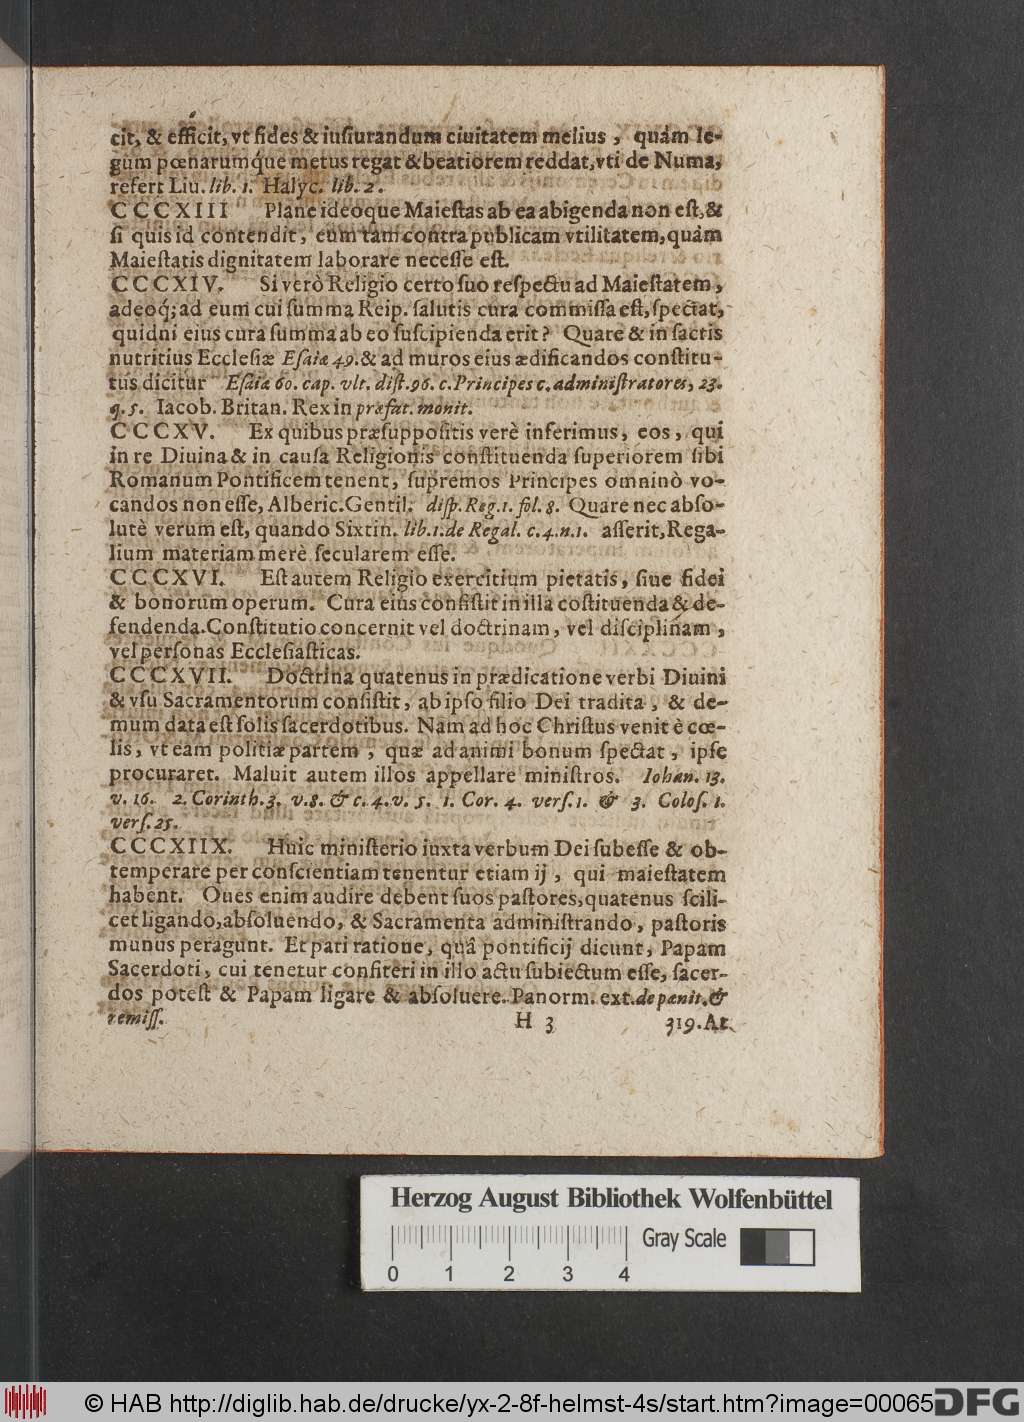 cit, & efficit, vt fides & iuſiurandum ciuitatem melius, quàm le-
gum pœnarumq́ue metus regat & beatiorem reddat, vti de Numa,
refert Liu. lib. 1. Halyc. lib. 2.
CCCXIII Plane ideoque Maieſtas ab ea abigenda non eſt, &
ſi quis id contendit, eum tam contra publicam vtilitatem, quàm
Maieſtatis dignitatem laborare neceſſe eſt.
CCCXIV. Si verò Religio certo ſuo reſpectu ad Maieſtatem,
adeoq́; ad eum cui ſumma Reip. ſalutis cura commiſſa eſt, ſpectat,
quidni eius cura ſumma ab eo ſuſcipienda erit? Quare & in ſacris
nutritius Eccleſiæ Eſaiæ 49. & ad muros eius ædificandos conſtitu-
tus dicitur Eſaiæ 60. cap. vlt. diſt. 96. c. Principes c. adminiſtratores, 23.
q. 5. Iacob. Britan. Rex in præfat. monit.
CCCXV. Ex quibus præſuppoſitis verè inferimus, eos, qui
in re Diuina & in cauſa Religionis conſtituenda ſuperiorem ſibi
Romanum Pontificem tenent, ſupremos Principes omninò vo-
candos non eſſe, Alberic. Gentil. diſp. Reg. 1. fol. 8. Quare nec abſo-
lutè verum eſt, quando Sixtin. lib. 1. de Regal. c. 4. n. 1. aſſerit, Rega-
lium materiam merè ſecularem eſſe.
CCCXVI. Eſt autem Religio exercitium pietatis, ſiue fidei
& bonorum operum. Cura eius conſiſtit in illa cōſtituenda & de-
fendenda. Conſtitutio concernit vel doctrinam, vel diſciplinam,
vel perſonas Eccleſiaſticas.
CCCXVII. Doctrina quatenus in prædicatione verbi Diuini
& vſu Sacramentorum conſiſtit, ab ipſo filio Dei tradita, & de-
mum data eſt ſolis ſacerdotibus. Nam ad hoc Chriſtus venit è cœ-
lis, vt eam politiæ partem, quæ ad animi bonum ſpectat, ipſe
procuraret. Maluit autem illos appellare miniſtros. Iohan. 13.
v. 16. 2. Corinth. 3. v. 8. & c. 4. v. 5. 1. Cor. 4. verſ. 1. & 3. Coloſ. 1.
verſ. 25.
CCCXIIX. Huic miniſterio iuxta verbum Dei ſubeſſe & ob-
temperare per conſcientiam tenentur etiam ij, qui maieſtatem
habent. Oues enim audire debent ſuos paſtores, quatenus ſcili-
cet ligando, abſoluendo, & Sacramenta adminiſtrando, paſtoris
munus peragunt. Et pari ratione, quâ pontificij dicunt, Papam
Sacerdoti, cui tenetur confiteri in illo actu ſubiectum eſſe, ſacer-
dos poteſt & Papam ligare & abſoluere. Panorm. ext. de pœnit. &
remiſſ.
H 3 319. At
Herzog August Bibliothek Wolfenbüttel
Gray Scale
0 1 2 3 4
© HAB http://diglib.hab.de/drucke/yx-2-8f-helmst-4s/start.htm?image=00065
DFG